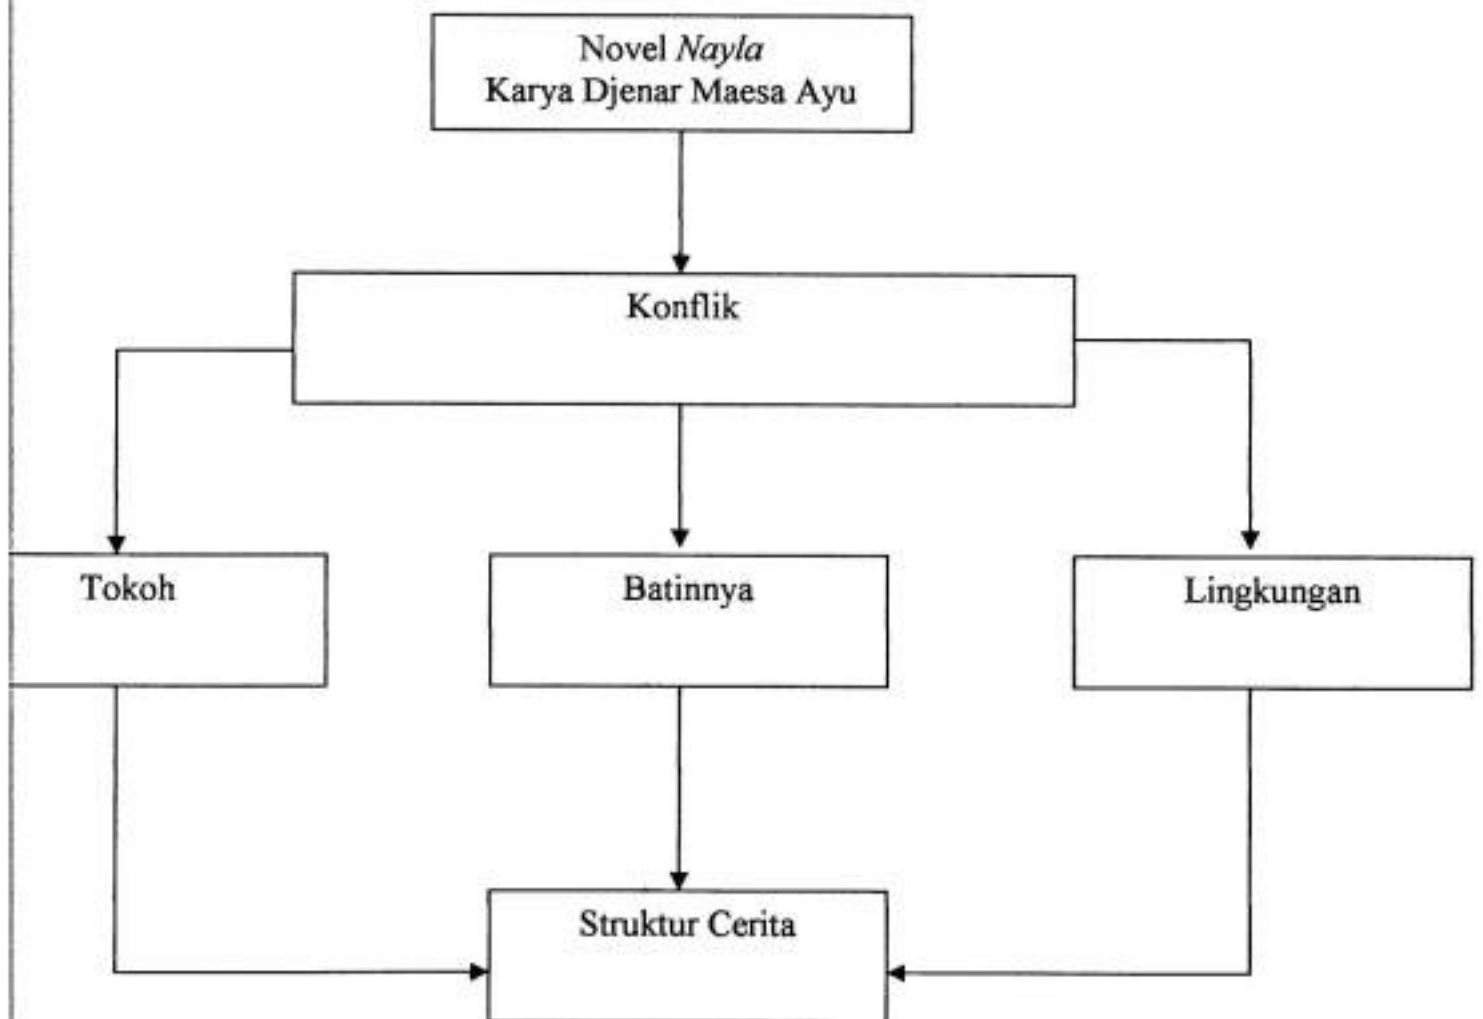 Novel Nayla
Karya Djenar Maesa Ayu
Konflik
Tokoh
Batinnya
Lingkungan
Struktur Cerita